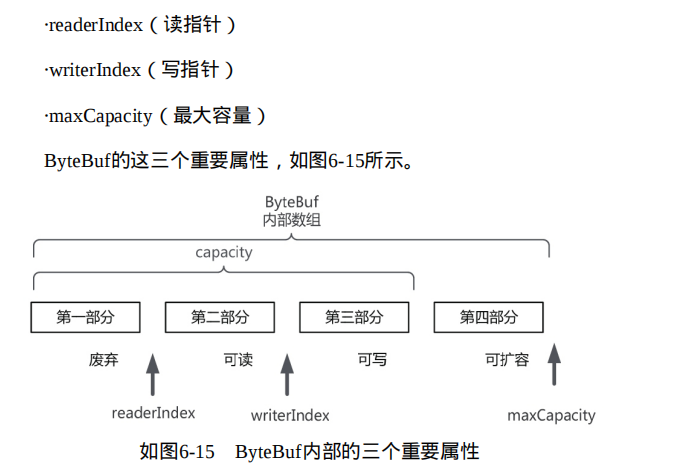 ·readerIndex（读指针）
·writerIndex（写指针）
·maxCapacity（最大容量）
ByteBuf的这三个重要属性，如图6-15所示。
ByteBuf
内部数组
capacity
第一部分 第二部分 第三部分 第四部分
废弃 可读 可写 可扩容
readerIndex writerIndex maxCapacity
如图6-15 ByteBuf内部的三个重要属性